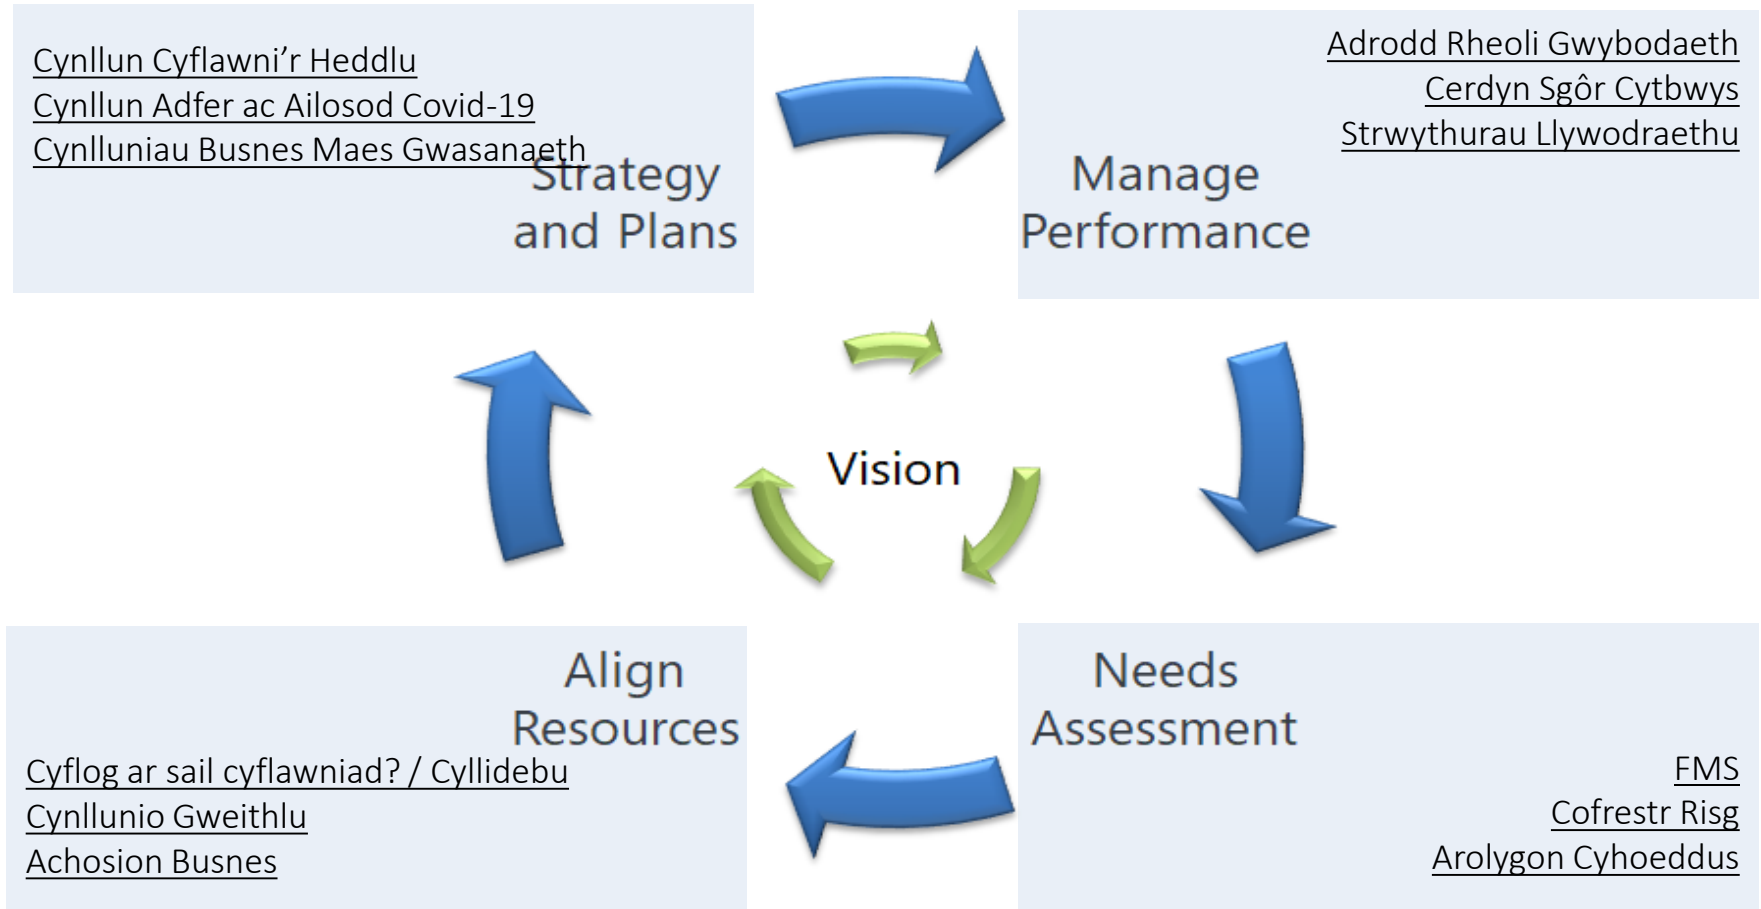 Cynllun Cyflawni’r Heddlu
Cynllun Adfer ac Ailosod Covid-19
Cynlluniau Busnes Maes Gwasanaeth
Strategy
and Plans
Adrodd Rheoli Gwybodaeth
Cerdyn Sgôr Cytbwys
Strwythurau Llywodraethu
Manage
Performance
Vision
Align
Resources
Cyflog ar sail cyflawniad? / Cyllidebu
Cynllunio Gweithlu
Achosion Busnes
Needs
Assessment
FMS
Cofrestr Risg
Arolygon Cyhoeddus